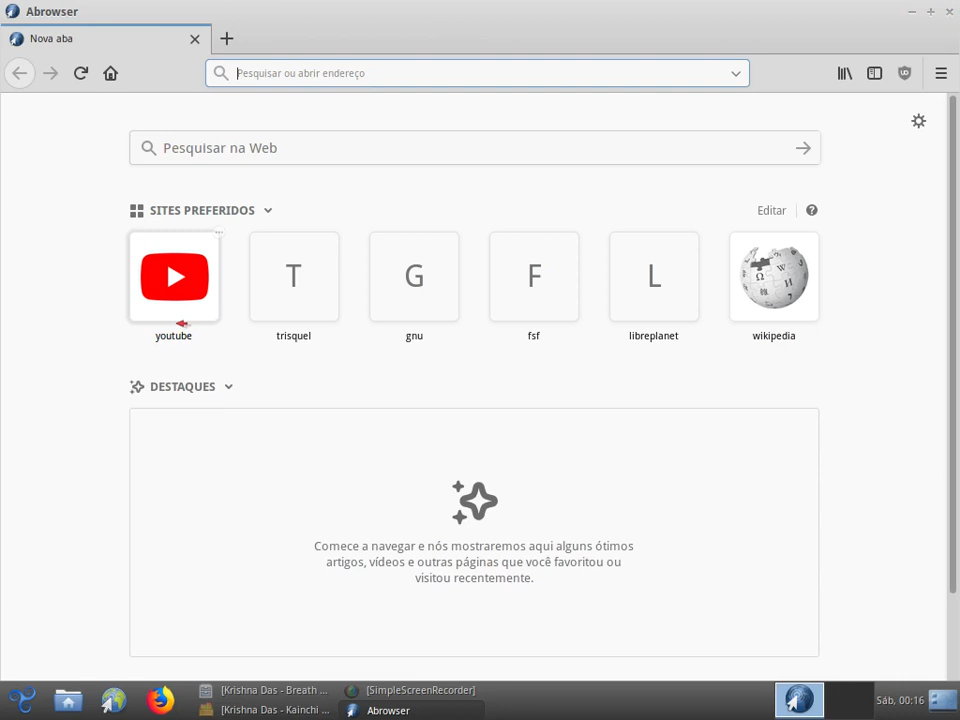 Abrowser
Nova aba
Pesquisar ou abrir endereço
Pesquisar na Web
SITES PREFERIDOS
Editar
T
G
F
L
youtube
trisquel
gnu
fsf
libreplanet
wikipedia
DESTAQUES
Comece a navegar e nós mostraremos aqui alguns ótimos
artigos, vídeos e outras páginas que você favoritou ou
visitou recentemente.
[Krishna Das - Breath ...
[SimpleScreenRecorder]
[Krishna Das - Kainchi ...
Abrowser
Sáb, 00:16